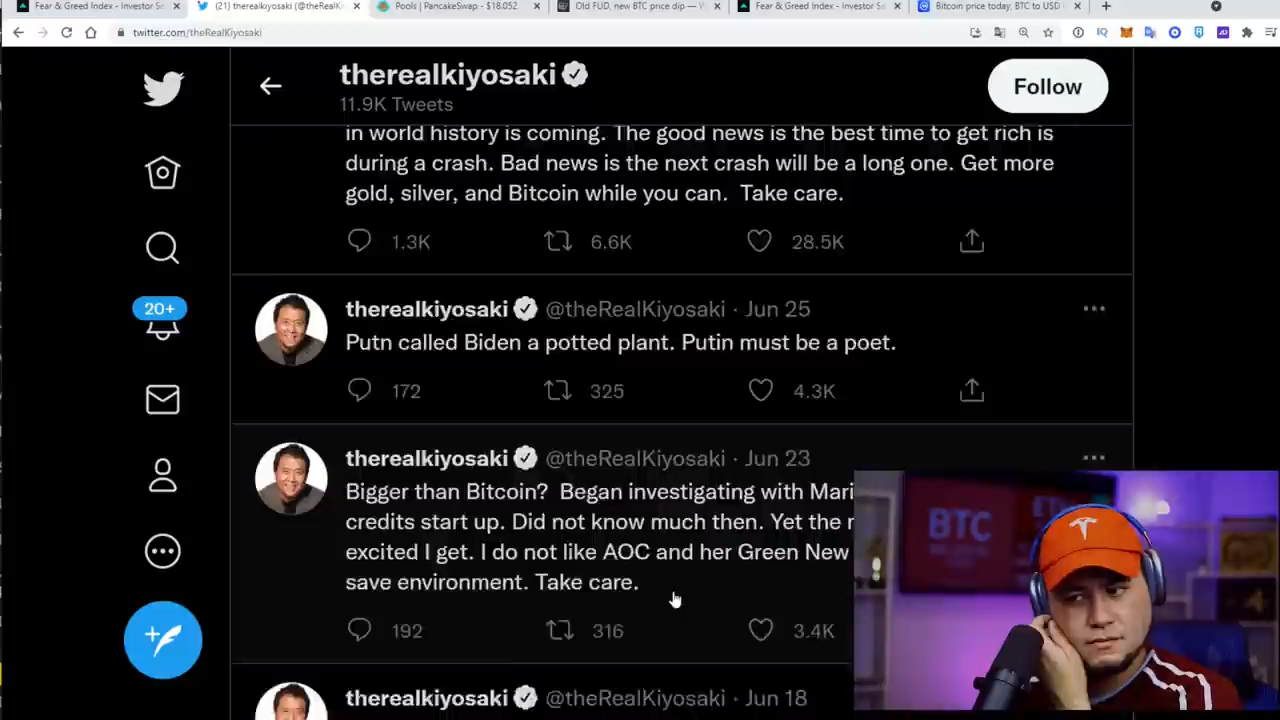 Fear & Greed Index - Investor Se
(21) therealkiyosaki (@theRealKi
Pools | PancakeSwap - $18.052
Old FUD, new BTC price dip —
Fear & Greed Index - Investor Se
Bitcoin price today, BTC to USD
twitter.com/theRealKiyosaki
therealkiyosaki
11.9K Tweets
Follow
in world history is coming. The good news is the best time to get rich is
during a crash. Bad news is the next crash will be a long one. Get more
gold, silver, and Bitcoin while you can. Take care.
1.3K 6.6K 28.5K
20+
therealkiyosaki @theRealKiyosaki · Jun 25
Putn called Biden a potted plant. Putin must be a poet.
172 325 4.3K
therealkiyosaki @theRealKiyosaki · Jun 23
Bigger than Bitcoin? Began investigating with Mari
credits start up. Did not know much then. Yet the
excited I get. I do not like AOC and her Green New
save environment. Take care.
192 316 3.4K
BTC
therealkiyosaki @theRealKiyosaki · Jun 18